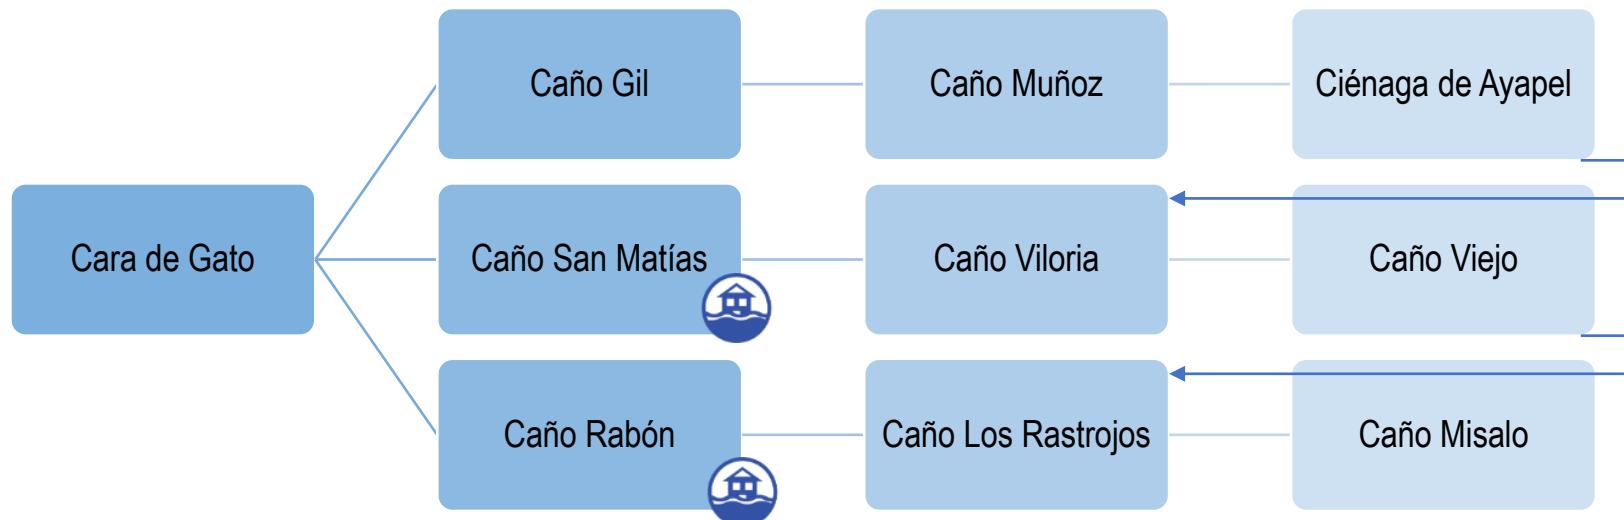 Caño Gil
Caño Muñoz
Ciénaga de Ayapel
Cara de Gato
Caño San Matías
Caño Viloria
Caño Viejo
Caño Rabón
Caño Los Rastrojos
Caño Misalo